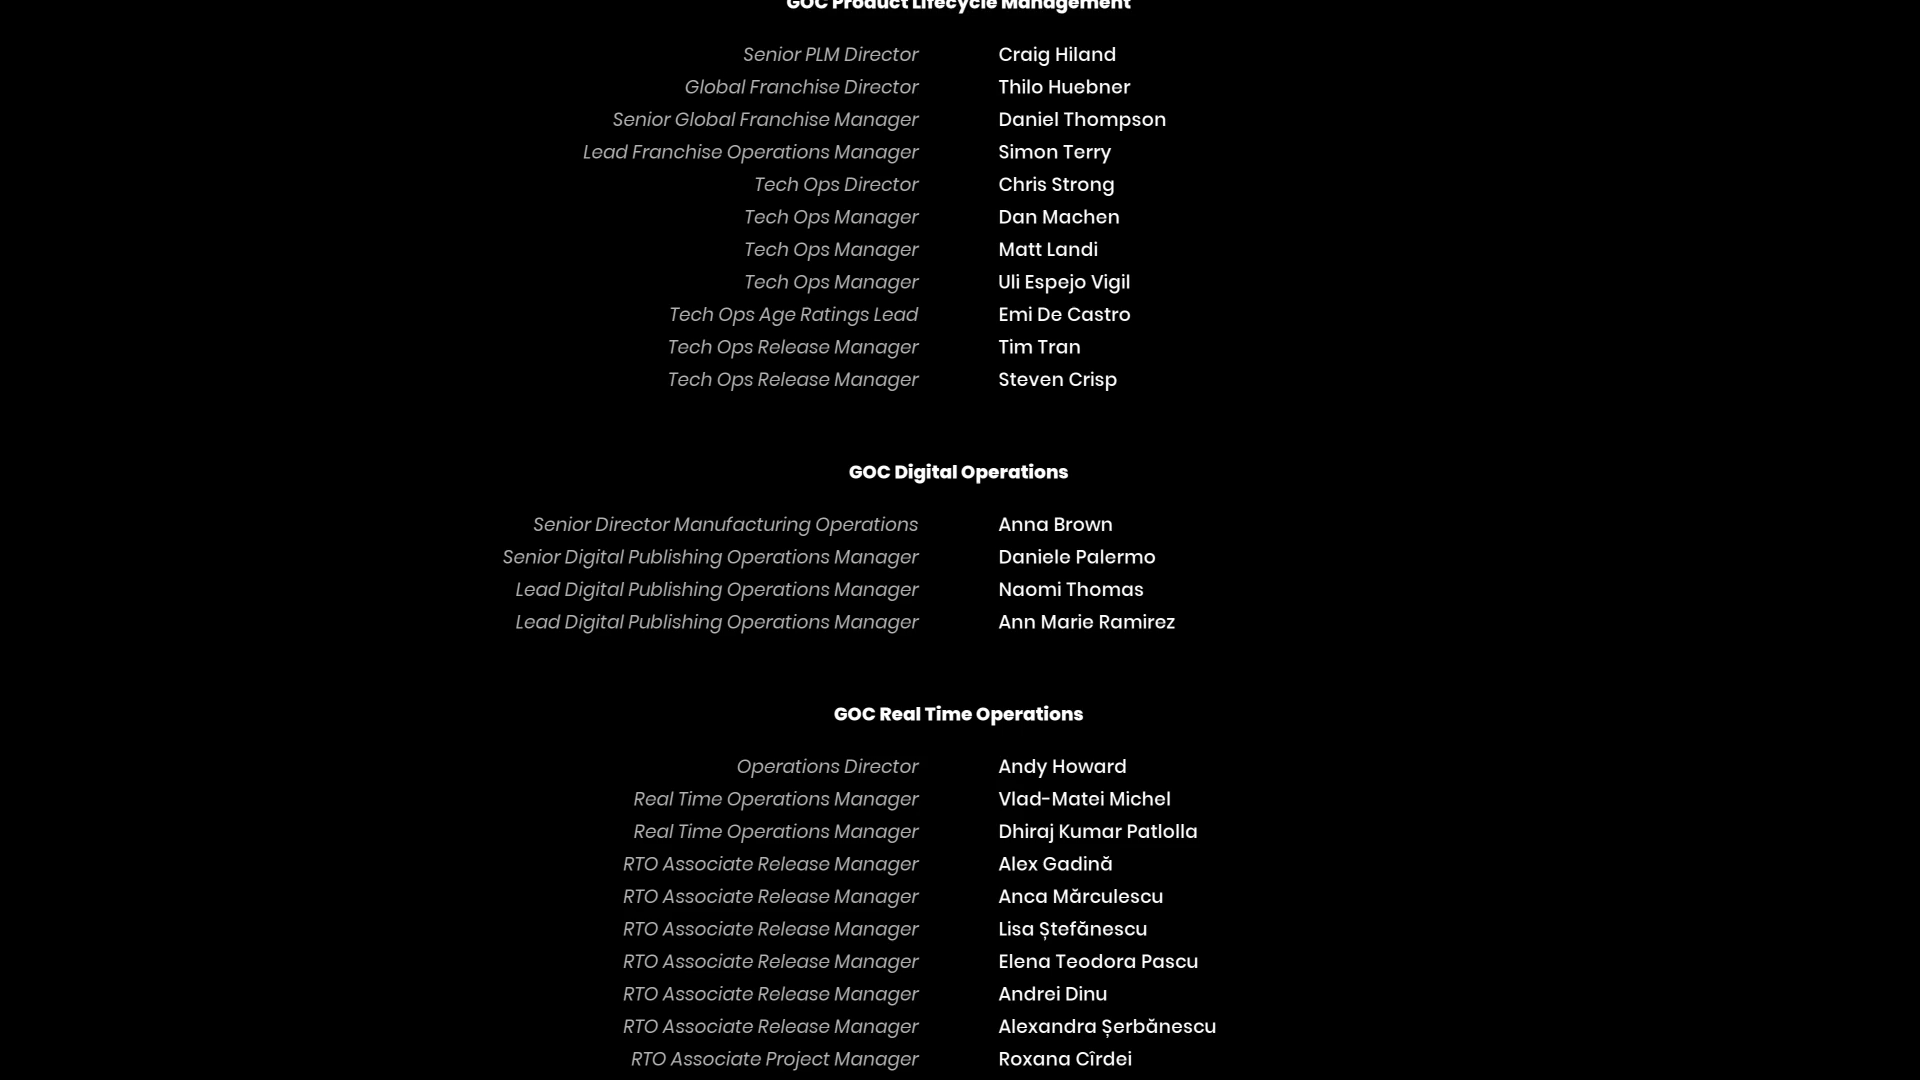 GOC Product Lifecycle Management
Senior PLM Director Craig Hiland
Global Franchise Director Thilo Huebner
Senior Global Franchise Manager Daniel Thompson
Lead Franchise Operations Manager Simon Terry
Tech Ops Director Chris Strong
Tech Ops Manager Dan Machen
Tech Ops Manager Matt Landi
Tech Ops Manager Uli Espejo Vigil
Tech Ops Age Ratings Lead Emi De Castro
Tech Ops Release Manager Tim Tran
Tech Ops Release Manager Steven Crisp
GOC Digital Operations
Senior Director Manufacturing Operations Anna Brown
Senior Digital Publishing Operations Manager Daniele Palermo
Lead Digital Publishing Operations Manager Naomi Thomas
Lead Digital Publishing Operations Manager Ann Marie Ramirez
GOC Real Time Operations
Operations Director Andy Howard
Real Time Operations Manager Vlad-Matei Michel
Real Time Operations Manager Dhiraj Kumar Patlolla
RTO Associate Release Manager Alex Gadină
RTO Associate Release Manager Anca Mărculescu
RTO Associate Release Manager Lisa Ștefănescu
RTO Associate Release Manager Elena Teodora Pascu
RTO Associate Release Manager Andrei Dinu
RTO Associate Release Manager Alexandra Șerbănescu
RTO Associate Project Manager Roxana Cîrdei